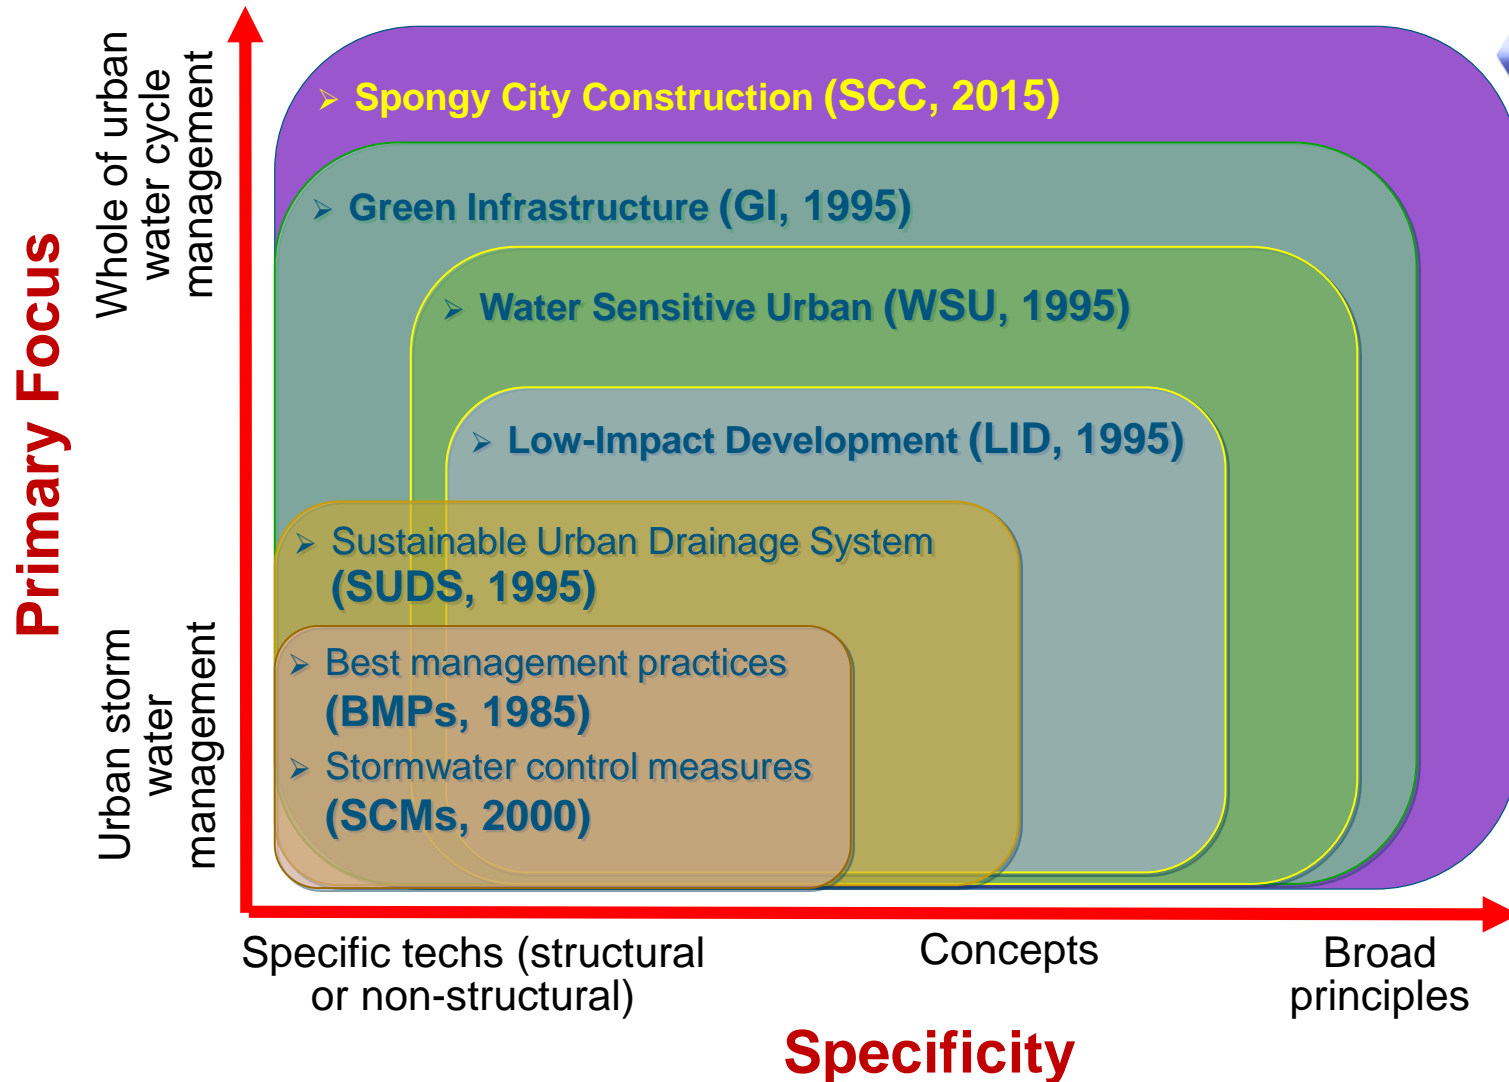 Primary Focus
Whole of urban
water cycle
management
Urban storm
water
management
➢ Spongy City Construction (SCC, 2015)
➢ Green Infrastructure (GI, 1995)
➢ Water Sensitive Urban (WSU, 1995)
➢ Low-Impact Development (LID, 1995)
➢ Sustainable Urban Drainage System
(SUDS, 1995)
➢ Best management practices
(BMPs, 1985)
➢ Stormwater control measures
(SCMs, 2000)
Specific techs (structural
or non-structural)
Concepts
Broad
principles
Specificity